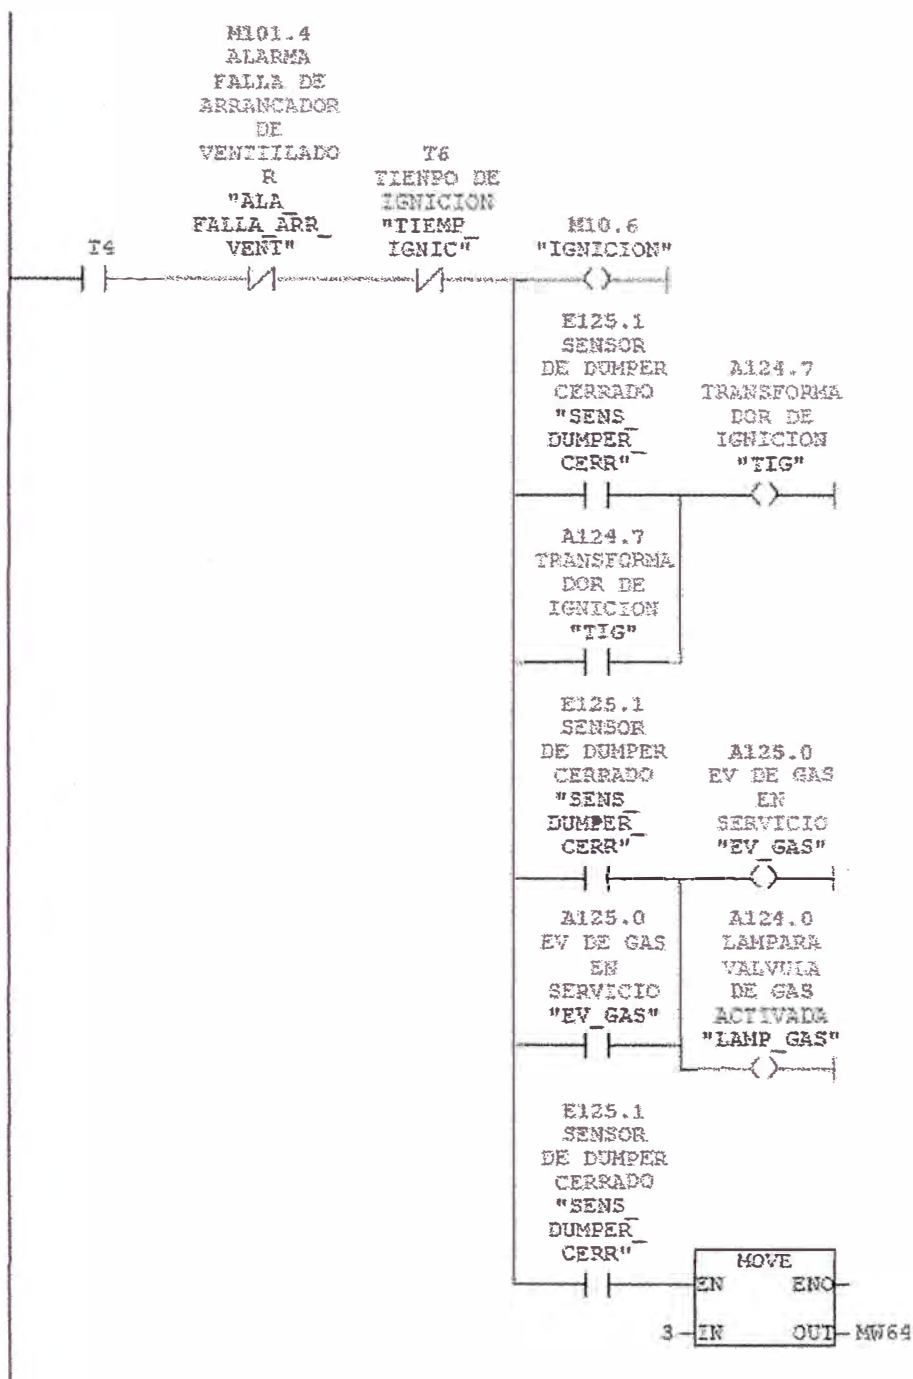 M101.4
ALARMA
FALLA DE
ARRANCADOR
DE
VENTIILADO
R
"ALA_
FALLA_ARR_
VENT"
T6
TIENPO DE
IGNICION
"TIEMP_
IGNIC"
T4
M10.6
"IGNICION"
E125.1
SENSOR
DE DUMPER
CERRADO
"SENS_
DUMPER_
CERR"
A124.7
TRANSFORMA
DOR DE
IGNICION
"TIG"
A124.7
TRANSFORMA
DOR DE
IGNICION
"TIG"
E125.1
SENSOR
DE DUMPER
CERRADO
"SENS_
DUMPER_
CERR"
A125.0
EV DE GAS
EN
SERVICIO
"EV_GAS"
A125.0
EV DE GAS
EN
SERVICIO
"EV_GAS"
A124.0
LAMPARA
VALVULA
DE GAS
ACTIVADA
"LAMP_GAS"
E125.1
SENSOR
DE DUMPER
CERRADO
"SENS_
DUMPER_
CERR"
MOVE
EN ENO
3 IN OUT MW64